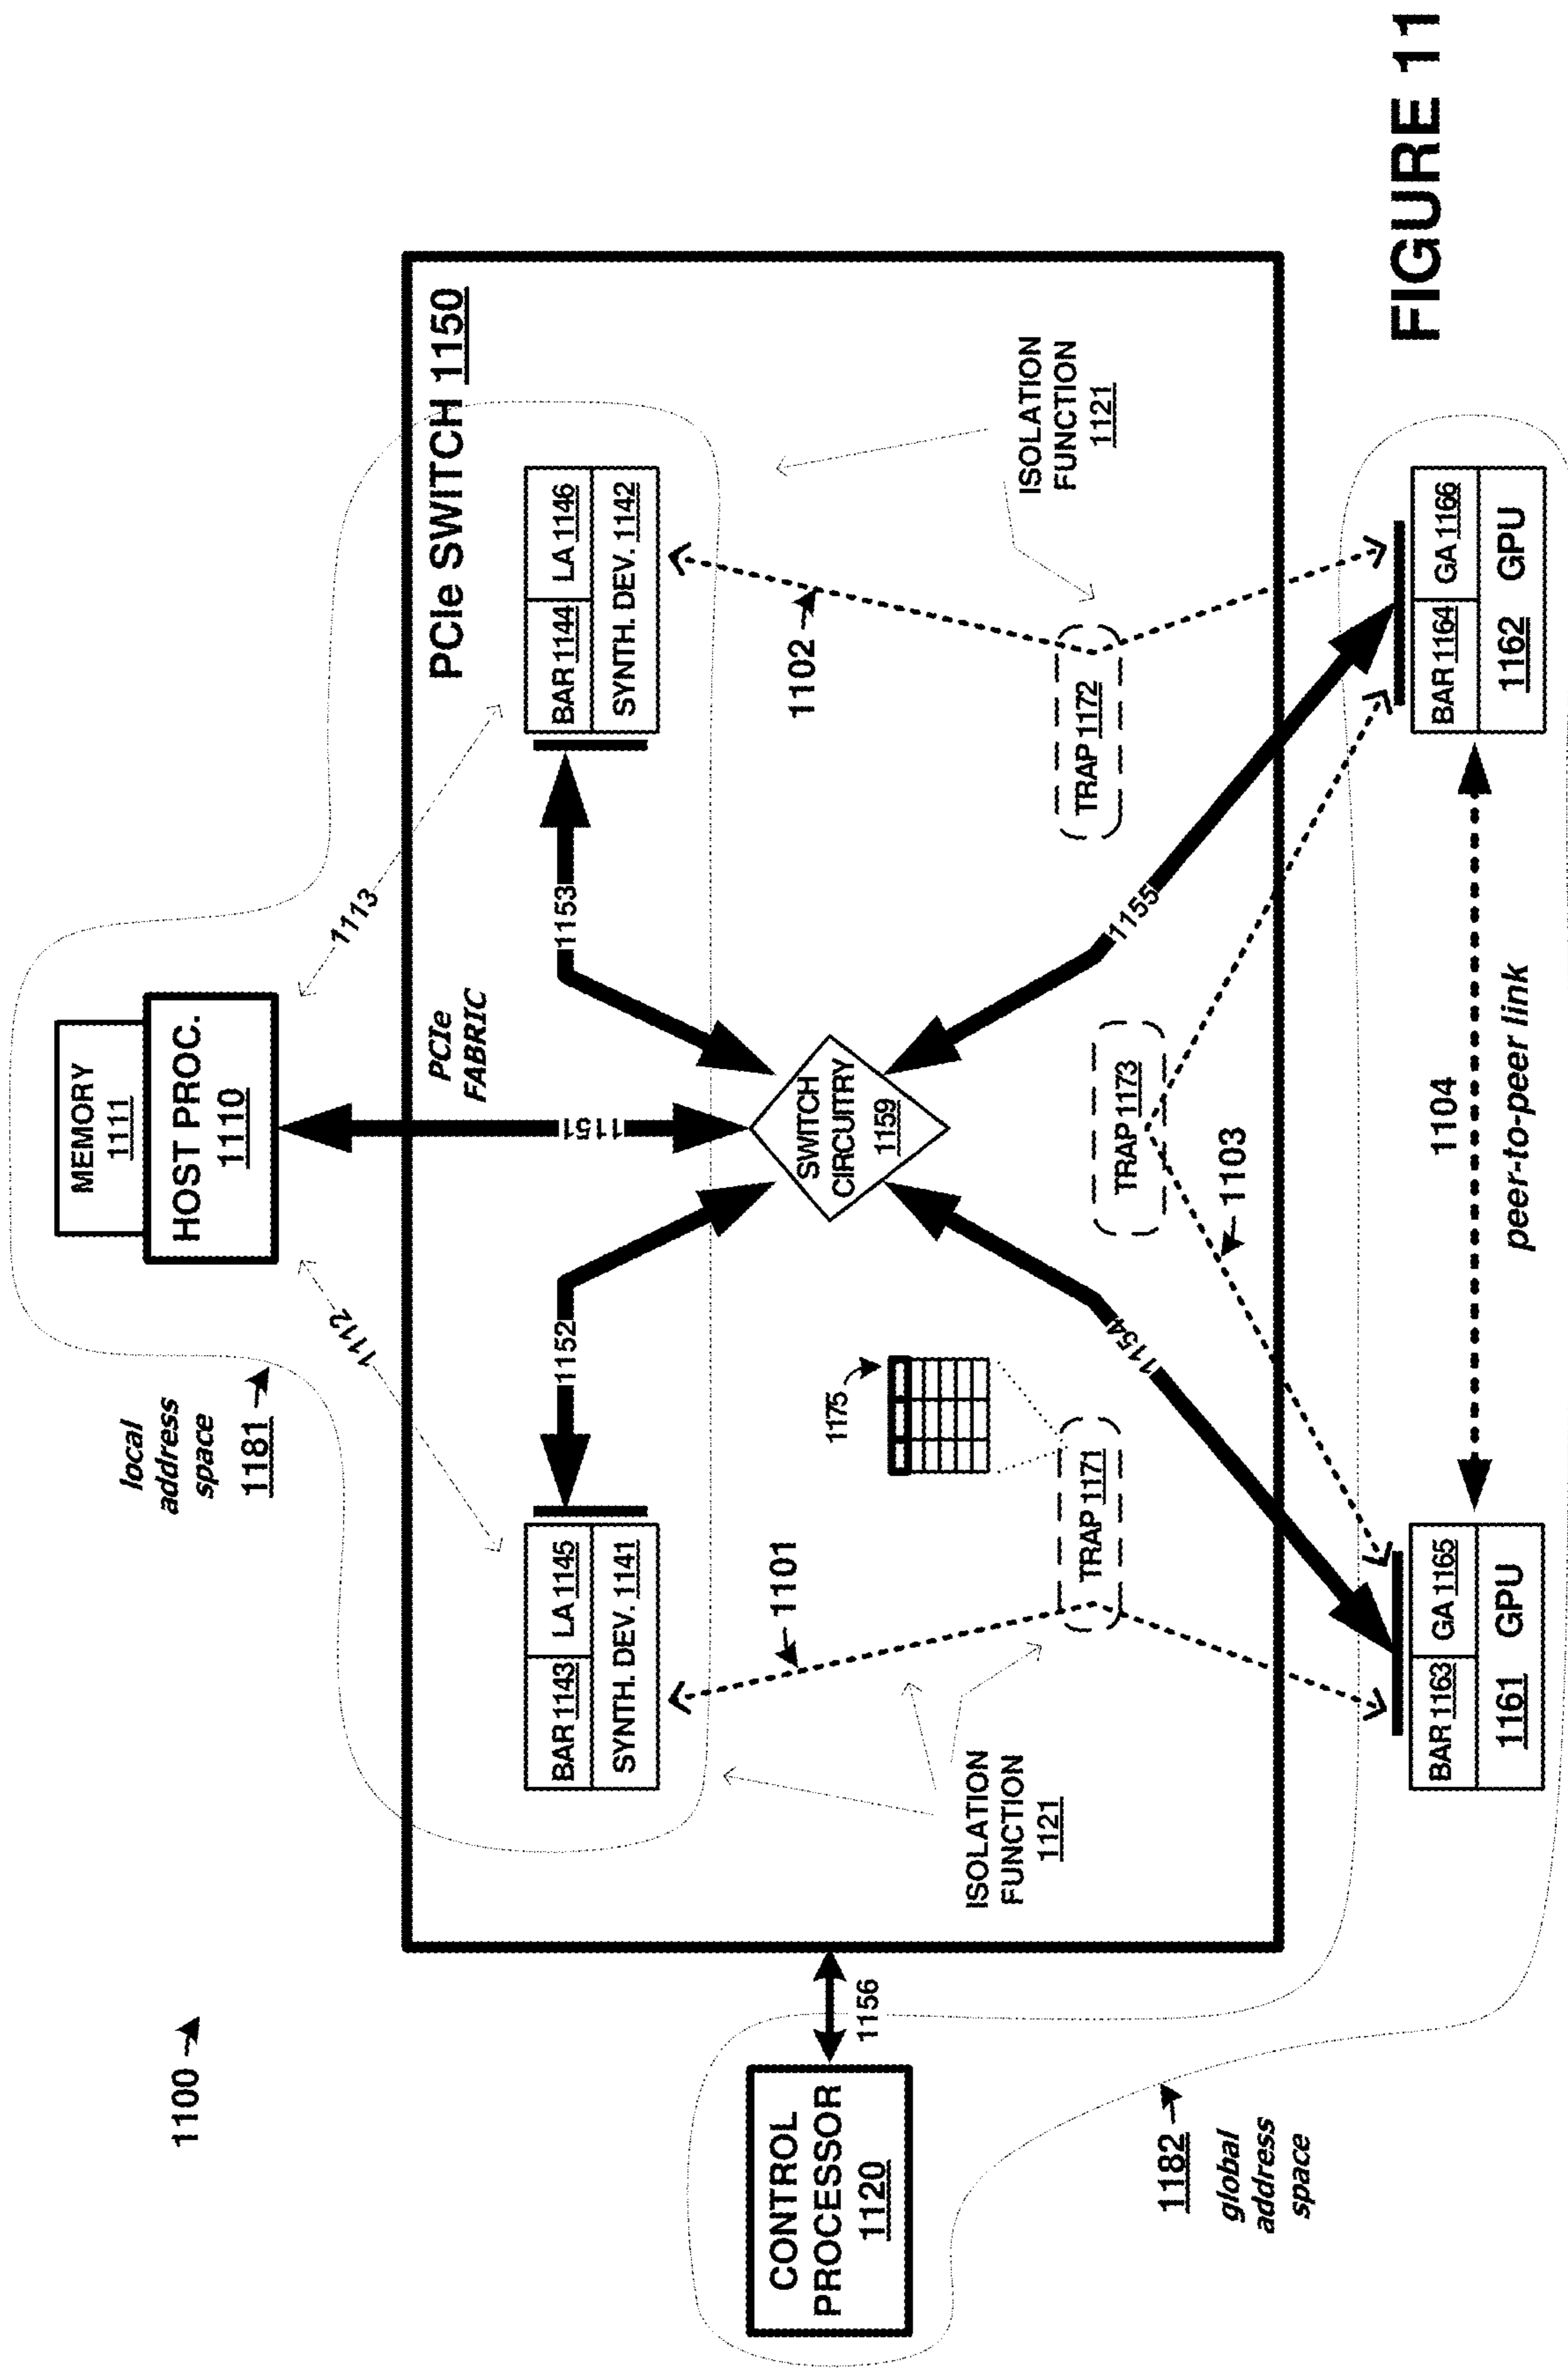 1100
MEMORY
1111
HOST PROC.
1110
local
address
space
1181
1112
1113
PCIe
FABRIC
PCIe SWITCH 1150
BAR 1143
LA 1145
SYNTH. DEV. 1141
1152
1151
1153
BAR 1144
LA 1146
SYNTH. DEV. 1142
CONTROL
PROCESSOR
1120
1156
1101
1175
SWITCH
CIRCUITRY
1159
1102
ISOLATION
FUNCTION
1121
TRAP 1171
TRAP 1173
TRAP 1172
ISOLATION
FUNCTION
1121
1154
1155
1103
1182
global
address
space
BAR 1163
GA 1165
1161 GPU
1104
peer-to-peer link
BAR 1164
GA 1166
1162 GPU
FIGURE 11